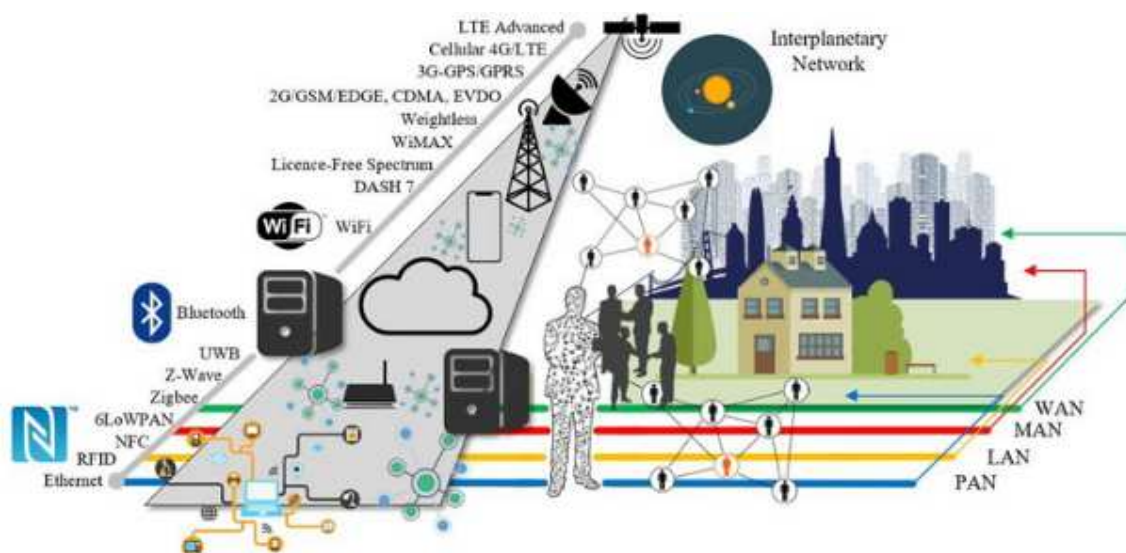 LTE Advanced
Cellular 4G/LTE
3G-GPS/GPRS
2G/GSM/EDGE, CDMA, EVDO
Weightless
WiMAX
Licence-Free Spectrum
DASH 7
WiFi
WiFi
Bluetooth
UWB
Z-Wave
Zigbee
6LoWPAN
NFC
RFID
Ethernet
Interplanetary
Network
WAN
MAN
LAN
PAN